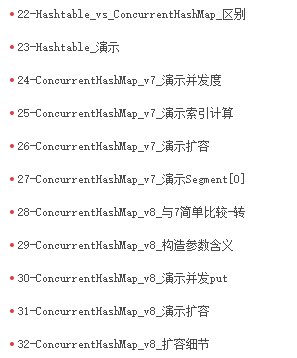 22-Hashtable_vs_ConcurrentHashMap_区别
23-Hashtable_演示
24-ConcurrentHashMap_v7_演示并发度
25-ConcurrentHashMap_v7_演示索引计算
26-ConcurrentHashMap_v7_演示扩容
27-ConcurrentHashMap_v7_演示Segment[0]
28-ConcurrentHashMap_v8_与7简单比较-转
29-ConcurrentHashMap_v8_构造参数含义
30-ConcurrentHashMap_v8_演示并发put
31-ConcurrentHashMap_v8_演示扩容
32-ConcurrentHashMap_v8_扩容细节